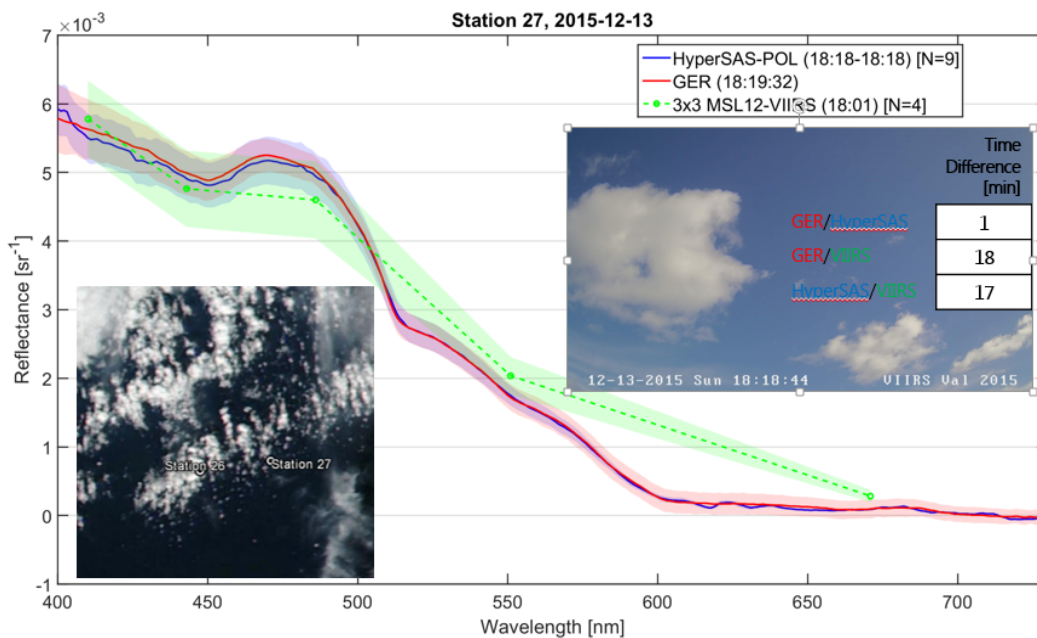 Station 27, 2015-12-13
×10⁻³
7
6
5
4
3
2
1
0
-1
Reflectance [sr⁻¹]
400
450
500
550
600
650
700
Wavelength [nm]
HyperSAS-POL (18:18-18:18) [N=9]
GER (18:19:32)
3x3 MSL12-VIIRS (18:01) [N=4]
Time
Difference
[min]
GER/HyperSAS 1
GER/VIIRS 18
HyperSAS/VIIRS 17
12-13-2015 Sun 18:18:44 VIIRS Val 2015
Station 26
Station 27